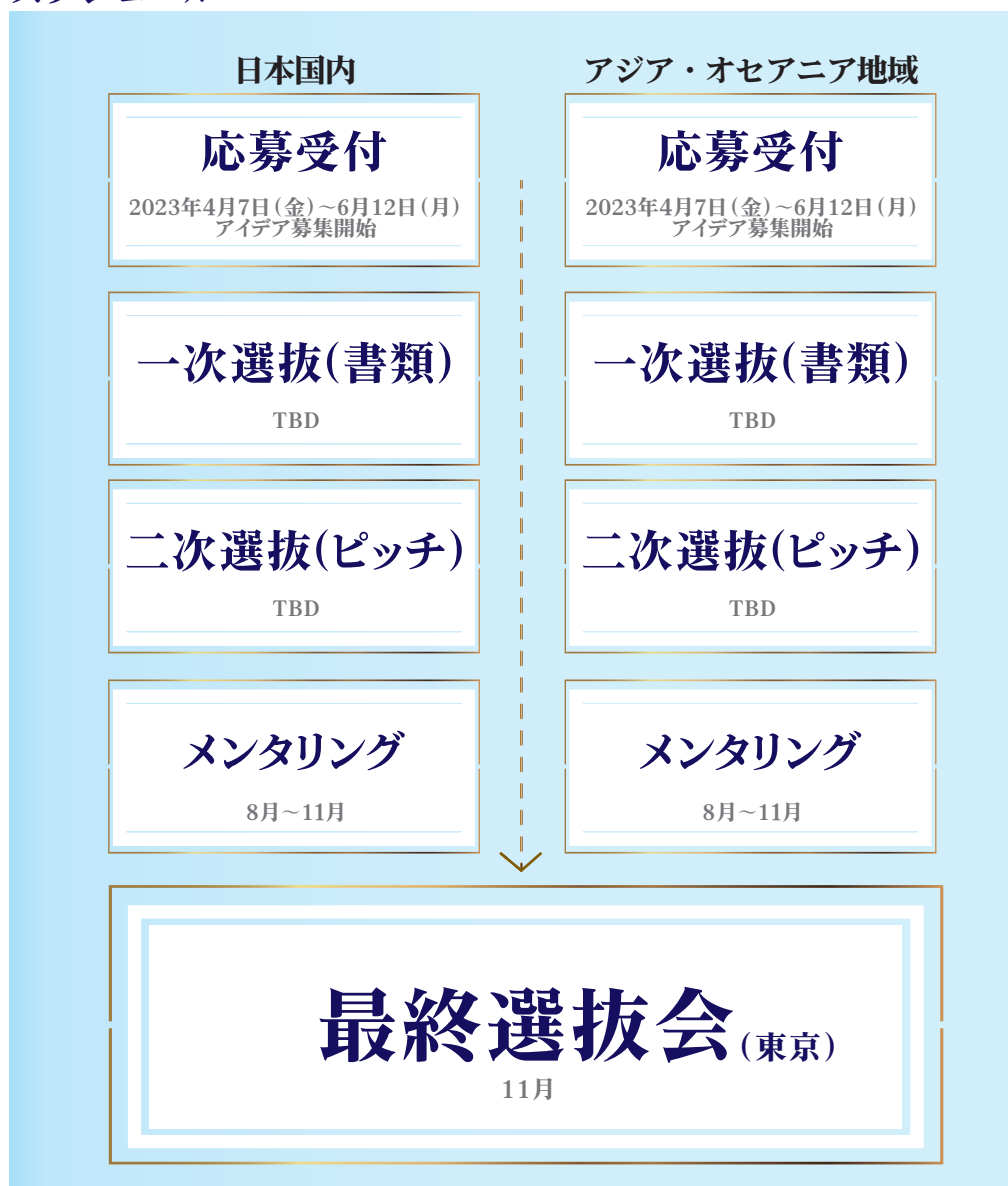 日本国内
応募受付
2023年4月7日(金)～6月12日(月)
アイデア募集開始
一次選抜(書類)
TBD
二次選抜(ピッチ)
TBD
メンタリング
8月～11月
アジア・オセアニア地域
応募受付
2023年4月7日(金)～6月12日(月)
アイデア募集開始
一次選抜(書類)
TBD
二次選抜(ピッチ)
TBD
メンタリング
8月～11月
最終選抜会(東京)
11月